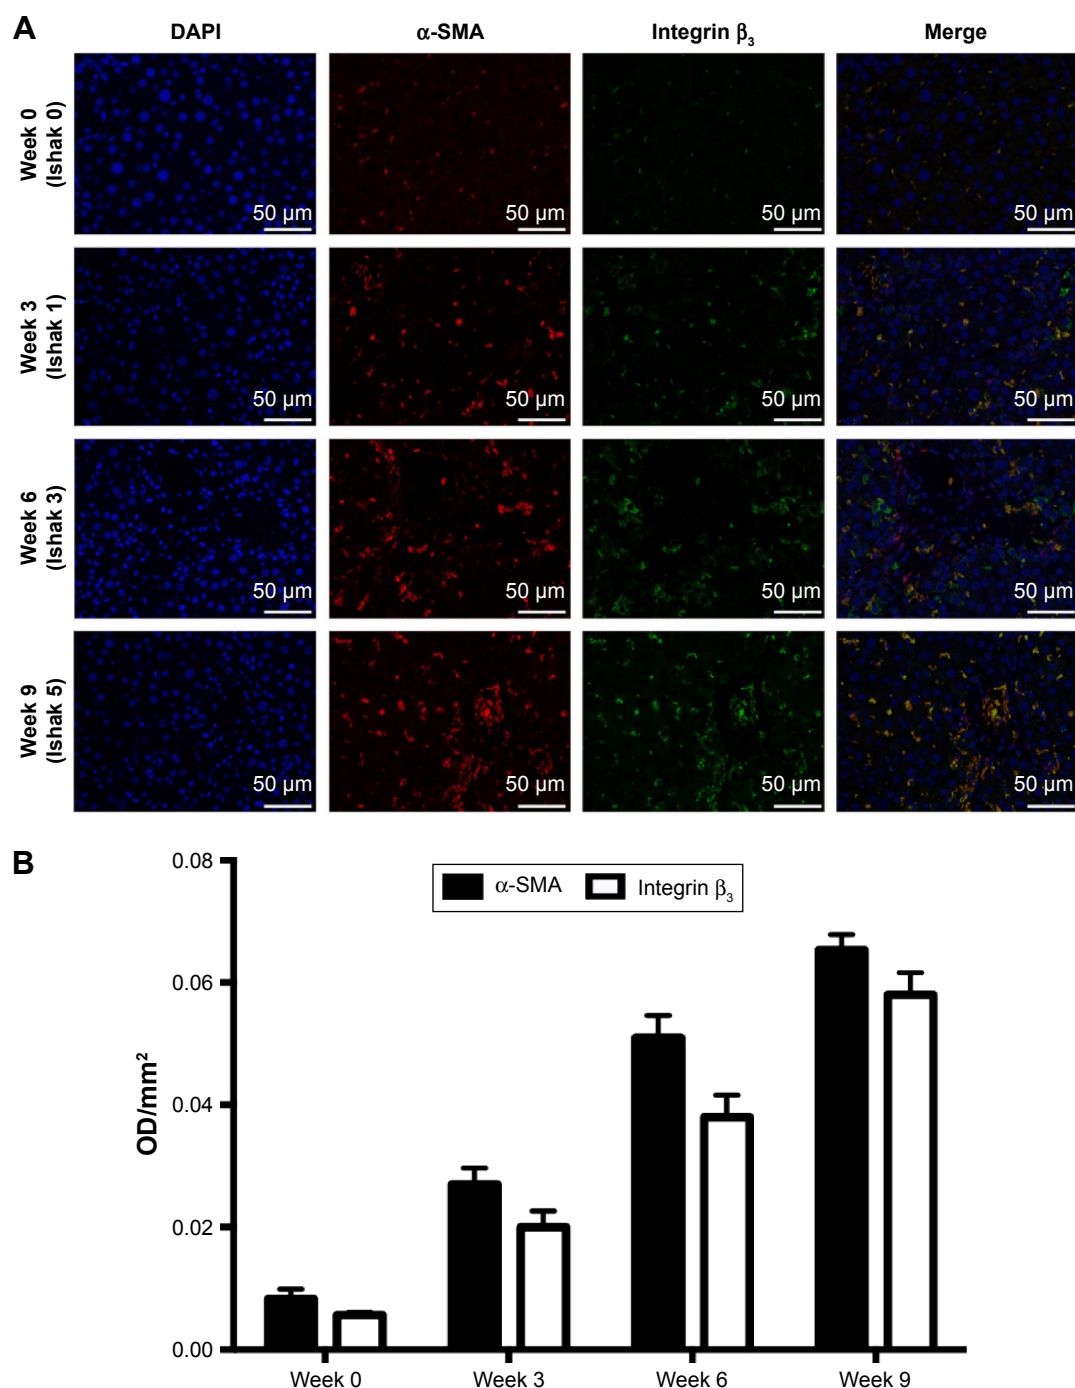 A
DAPI α-SMA Integrin β₃ Merge
Week 0
(Ishak 0)
50 µm 50 µm 50 µm 50 µm
Week 3
(Ishak 1)
50 µm 50 µm 50 µm 50 µm
Week 6
(Ishak 3)
50 µm 50 µm 50 µm 50 µm
Week 9
(Ishak 5)
50 µm 50 µm 50 µm 50 µm
B
α-SMA Integrin β₃
OD/mm²
0.08
0.06
0.04
0.02
0.00
Week 0 Week 3 Week 6 Week 9